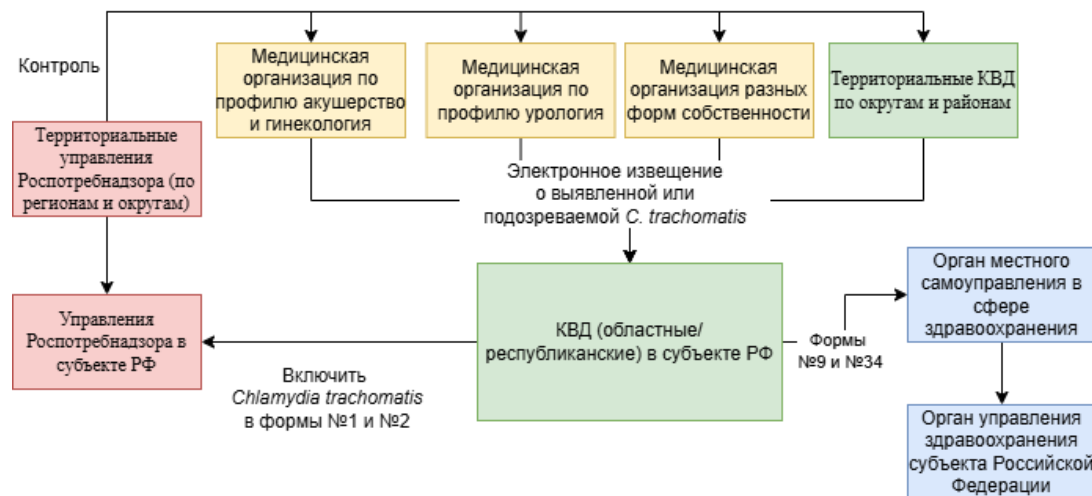 Контроль
Медицинская
организация по
профилю акушерство
и гинекология
Медицинская
организация по
профилю урология
Медицинская
организация разных
форм собственности
Территориальные КВД
по округам и районам
Территориальные
управления
Роспотребнадзора (по
регионам и округам)
Электронное извещение
о выявленной или
подозреваемой C. trachomatis
Управления
Роспотребнадзора в
субъекте РФ
КВД (областные/
республиканские) в субъекте РФ
Орган местного
самоуправления в
сфере
здравоохранения
Формы
№9 и №34
Включить
Chlamydia trachomatis
в формы №1 и №2
Орган управления
здравоохранения
субъекта Российской
Федерации